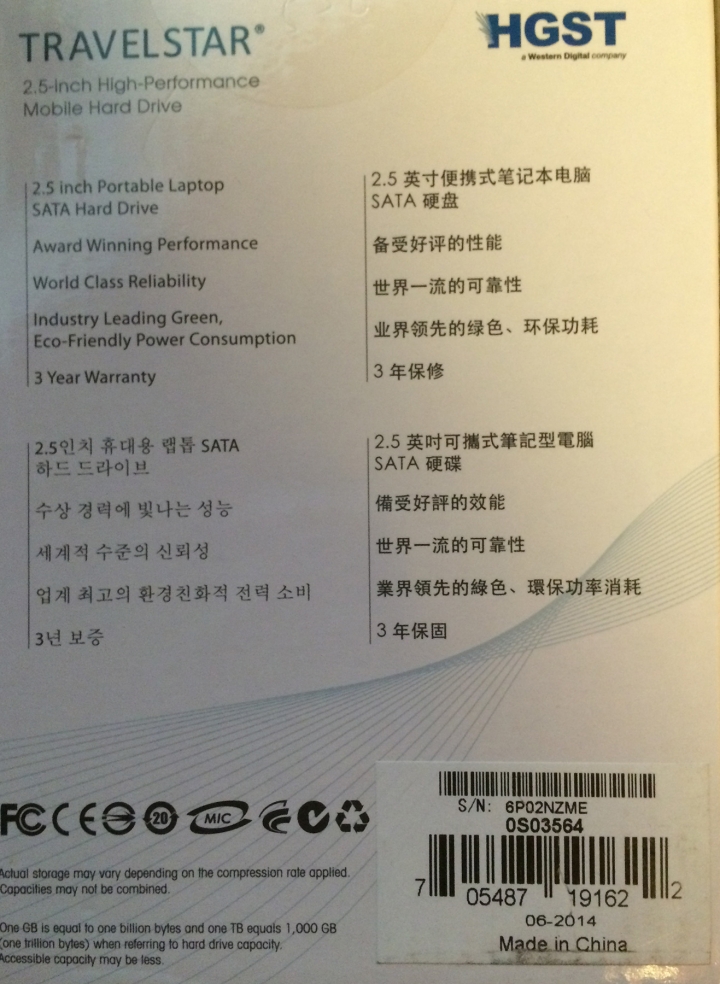 TRAVELSTAR®
2.5-inch High-Performance
Mobile Hard Drive
HGST
a Western Digital company
2.5 inch Portable Laptop
SATA Hard Drive
Award Winning Performance
World Class Reliability
Industry Leading Green,
Eco-Friendly Power Consumption
3 Year Warranty
2.5 英寸便携式笔记本电脑
SATA 硬盘
备受好评的性能
世界一流的可靠性
业界领先的绿色、环保功耗
3 年保修
2.5인치 휴대용 랩톱 SATA
하드 드라이브
수상 경력에 빛나는 성능
세계적 수준의 신뢰성
업계 최고의 환경친화적 전력 소비
3년 보증
2.5 英吋可攜式筆記型電腦
SATA 硬碟
備受好評的效能
世界一流的可靠性
業界領先的綠色、環保功率消耗
3 年保固
FC CE 20 MIC
Actual storage may vary depending on the compression rate applied.
Capacities may not be combined.
One GB is equal to one billion bytes and one TB equals 1,000 GB
(one trillion bytes) when referring to hard drive capacity.
Accessible capacity may be less.
S/N: 6P02NZME
0S03564
7 05487 19162 2
06-2014
Made in China